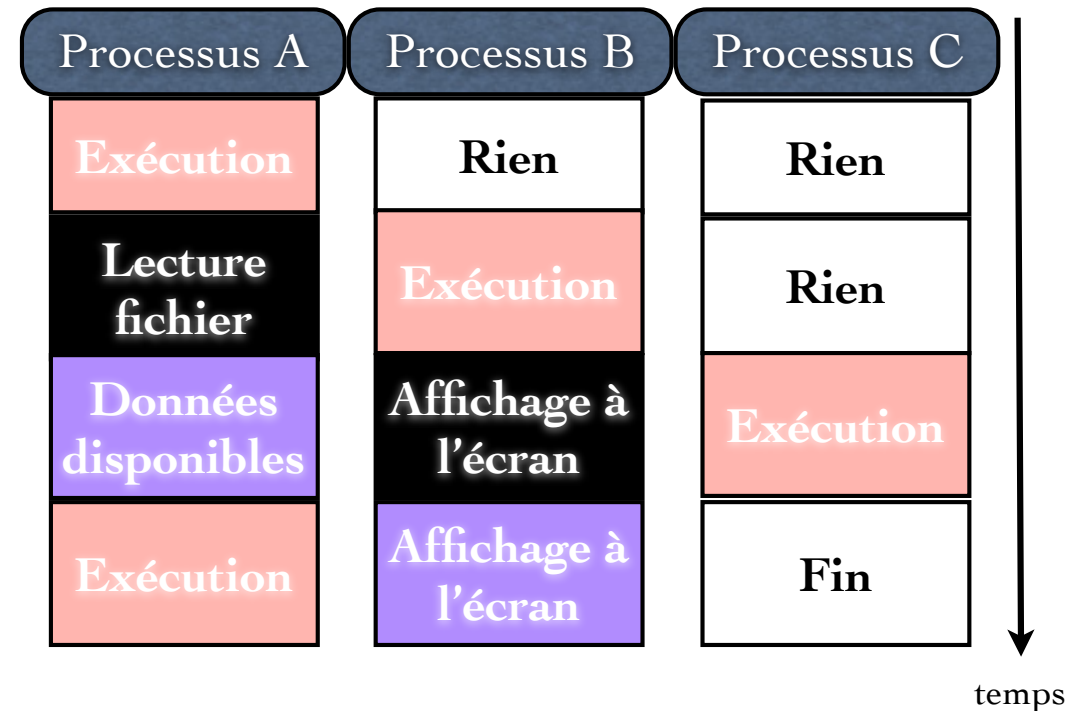 Processus A
Processus B
Processus C
Exécution
Rien
Rien
Lecture
fichier
Exécution
Rien
Données
disponibles
Affichage à
l'écran
Exécution
Exécution
Affichage à
l'écran
Fin
temps